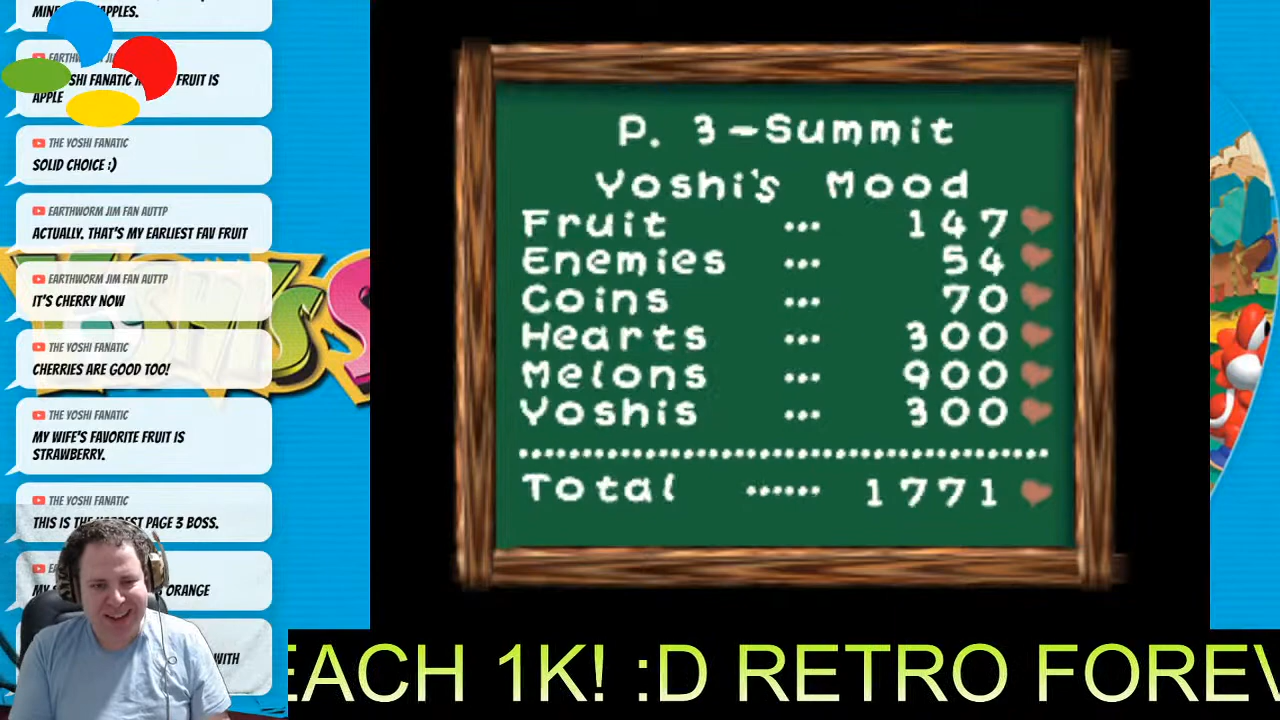 APPLES.
FRUIT IS
APPLE
THE YOSHI FANATIC
SOLID CHOICE :)
EARTHWORM JIM FAN AUTTP
ACTUALLY, THAT'S MY EARLIEST FAV FRUIT
EARTHWORM JIM FAN AUTTP
IT'S CHERRY NOW
THE YOSHI FANATIC
CHERRIES ARE GOOD TOO!
THE YOSHI FANATIC
MY WIFE'S FAVORITE FRUIT IS
STRAWBERRY.
THE YOSHI FANATIC
THIS IS THE PAGE 3 BOSS.
ORANGE
WITH
P. 3-Summit
Yoshi's Mood
Fruit ... 147
Enemies ... 54
Coins ... 70
Hearts ... 300
Melons ... 900
Yoshis ... 300
Total ...... 1771
EACH 1K! :D RETRO FOREV